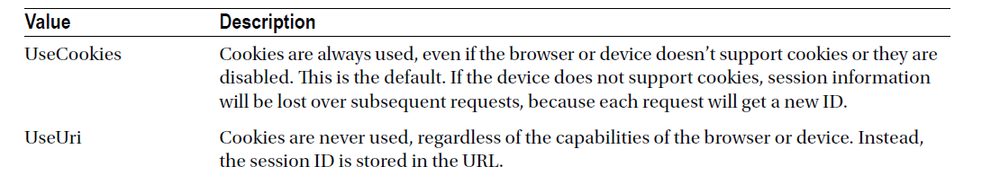 Value Description
UseCookies Cookies are always used, even if the browser or device doesn’t support cookies or they are
disabled. This is the default. If the device does not support cookies, session information
will be lost over subsequent requests, because each request will get a new ID.
UseUri Cookies are never used, regardless of the capabilities of the browser or device. Instead,
the session ID is stored in the URL.